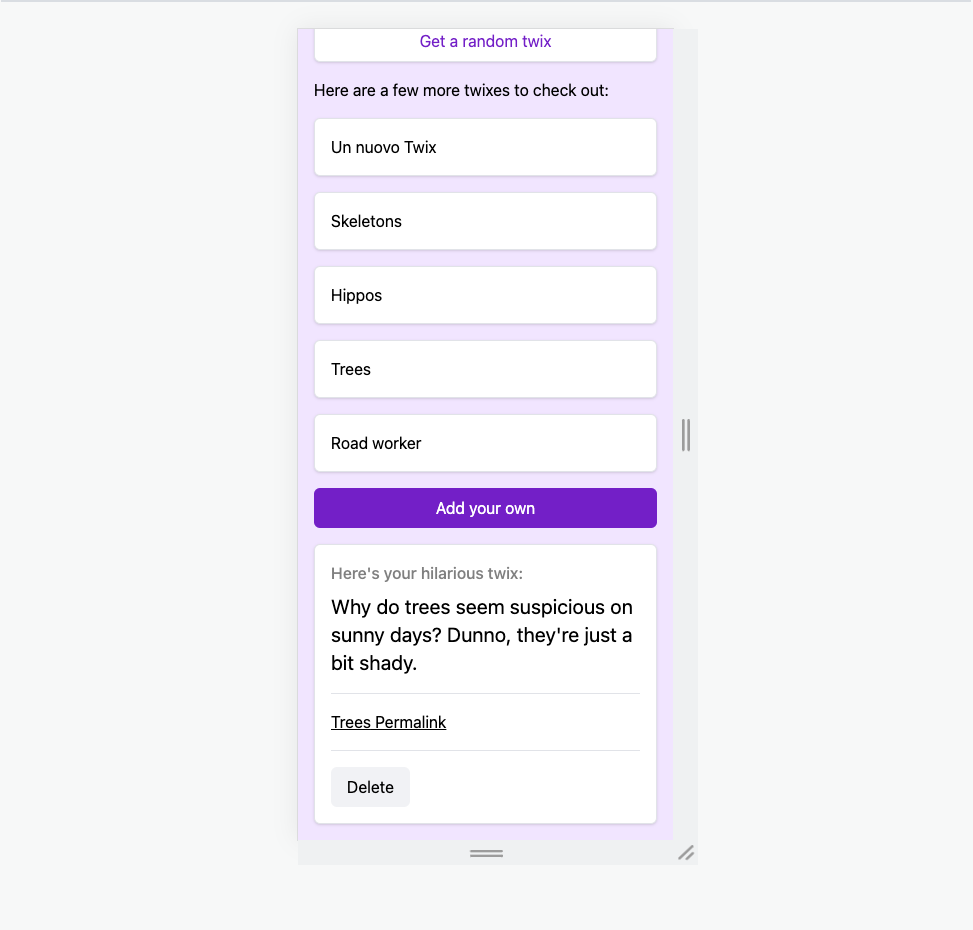 Get a random twix
Here are a few more twixes to check out:
Un nuovo Twix
Skeletons
Hippos
Trees
Road worker
Add your own
Here's your hilarious twix:
Why do trees seem suspicious on
sunny days? Dunno, they're just a
bit shady.
Trees Permalink
Delete